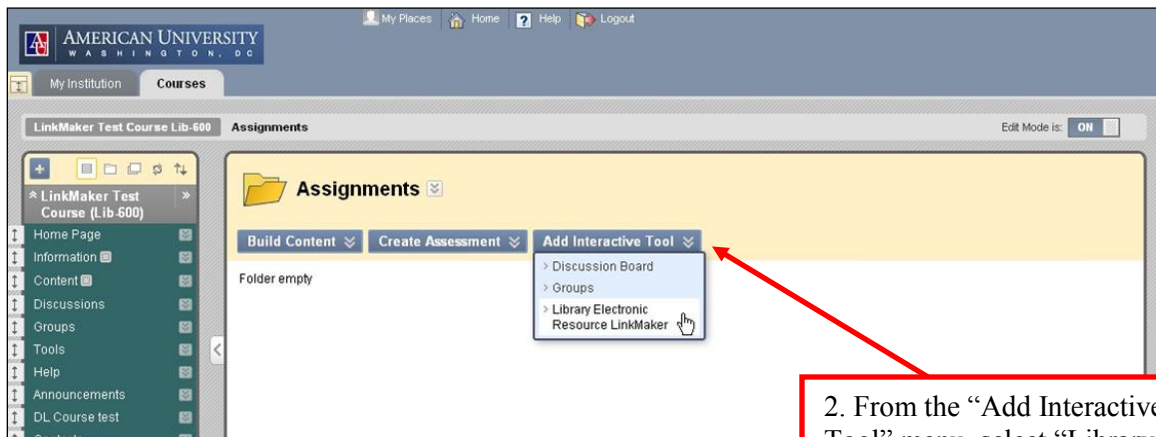 My Places Home ? Help Logout
AMERICAN UNIVERSITY
WASHINGTON, DC
My Institution Courses
LinkMaker Test Course Lib-600 Assignments Edit Mode is: ON
LinkMaker Test
Course (Lib-600)
Home Page
Information
Content
Discussions
Groups
Tools
Help
Announcements
DL Course test
Assignments
Build Content Create Assessment Add Interactive Tool
Folder empty
> Discussion Board
> Groups
> Library Electronic
Resource LinkMaker
2. From the “Add Interactive